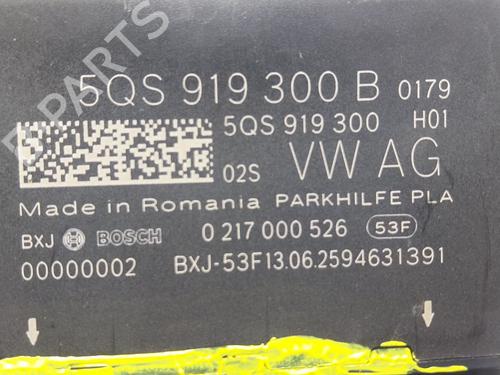 5QS 919 300 B 0179
5QS 919 300 H01
02S VW AG
Made in Romania PARKHILFE PLA
BXJ BOSCH 0 217 000 526 53F
00000002 BXJ-53F13.06.2594631391
B PARTS